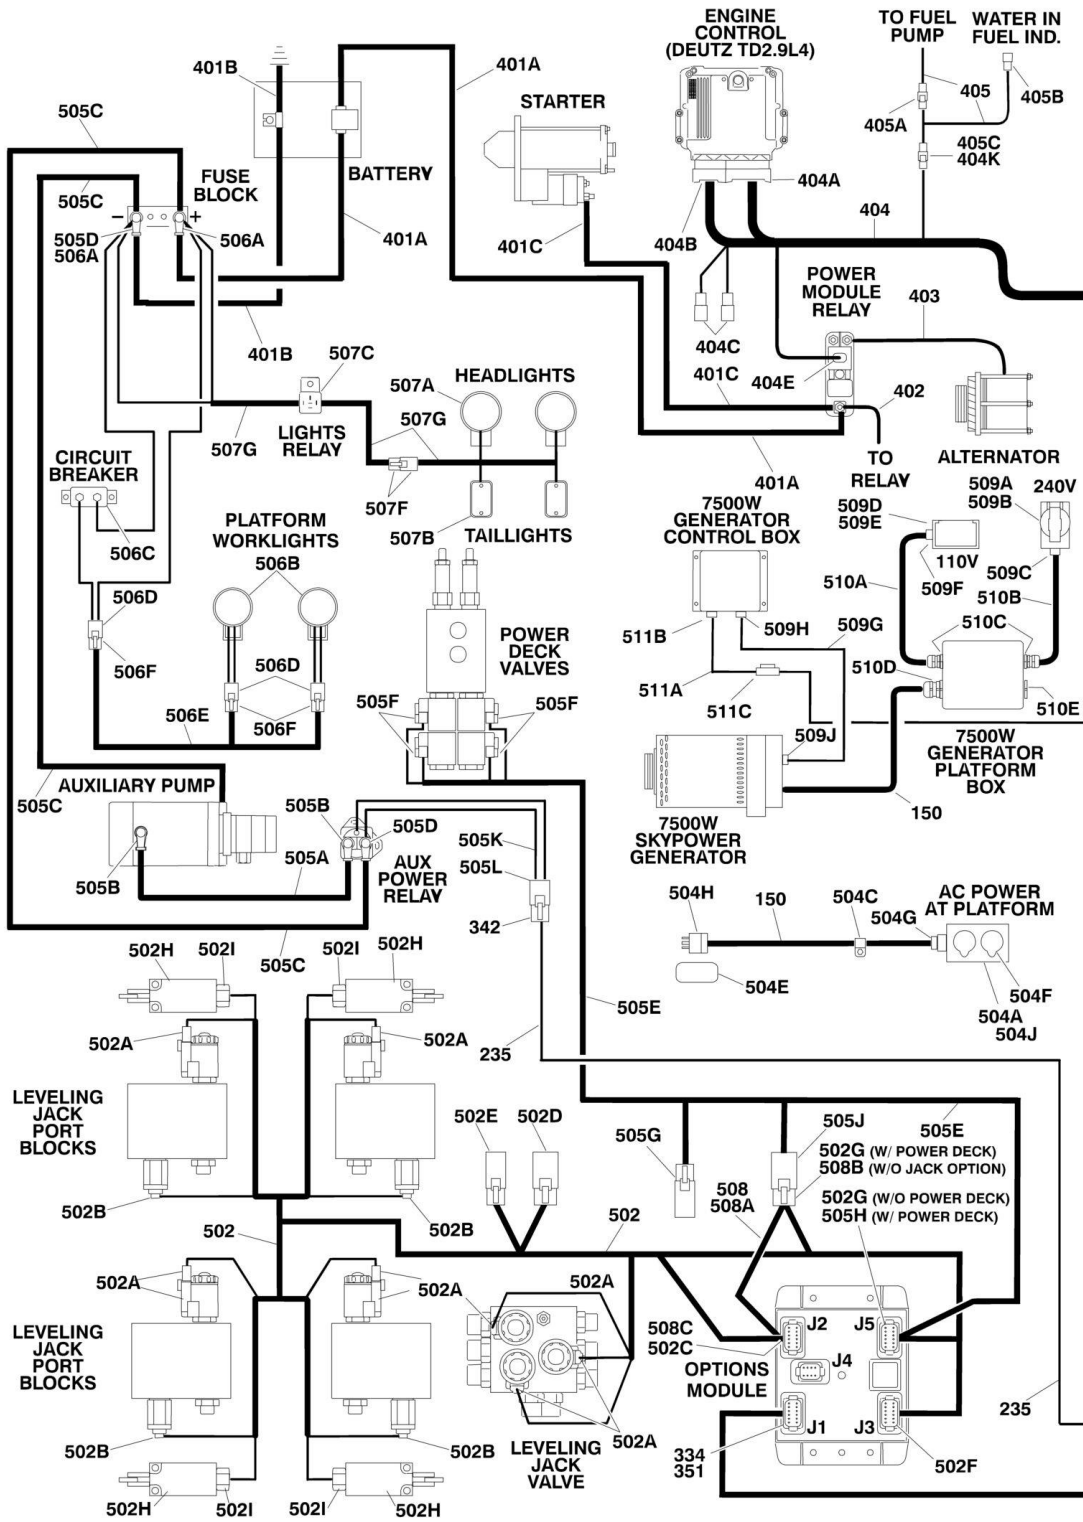 ENGINE
CONTROL
(DEUTZ TD2.9L4)
TO FUEL
PUMP
WATER IN
FUEL IND.
401B
401A
505C
STARTER
405
405B
405A
405C
404K
505C
FUSE
BLOCK
BATTERY
404A
−
+
505D
506A
506A
401A
401C
404B
404
POWER
MODULE
RELAY
403
401B
507C
404C
401C
404E
402
507A
HEADLIGHTS
507G
507G
LIGHTS
RELAY
TO
RELAY
ALTERNATOR
401A
CIRCUIT
BREAKER
507F
507B
TAILLIGHTS
7500W
GENERATOR
CONTROL BOX
509D
509E
509A
509B
240V
506C
PLATFORM
WORKLIGHTS
506B
110V
509F
509C
510A
510B
506D
506F
POWER
DECK
VALVES
511B
509H
509G
510C
510D
506D
506E
506F
505F
505F
511A
511C
509J
510E
7500W
GENERATOR
PLATFORM
BOX
150
505C
AUXILIARY PUMP
505B
505D
505K
505L
7500W
SKYPOWER
GENERATOR
505B
505A
AUX
POWER
RELAY
342
505C
504H
150
504C
504G
AC POWER
AT PLATFORM
504E
504F
504A
504J
502H
502I
502I
502H
505E
502A
502A
235
LEVELING
JACK
PORT
BLOCKS
502E
502D
505G
505J
505E
502G (W/ POWER DECK)
508B (W/O JACK OPTION)
502G (W/O POWER DECK)
505H (W/ POWER DECK)
508
508A
502B
502B
502
502
502A
502A
502A
508C
502C
OPTIONS
MODULE
J2
J5
J4
J1
J3
LEVELING
JACK
PORT
BLOCKS
235
502B
502B
502A
LEVELING
JACK
VALVE
334
351
502F
502H
502I
502I
502H